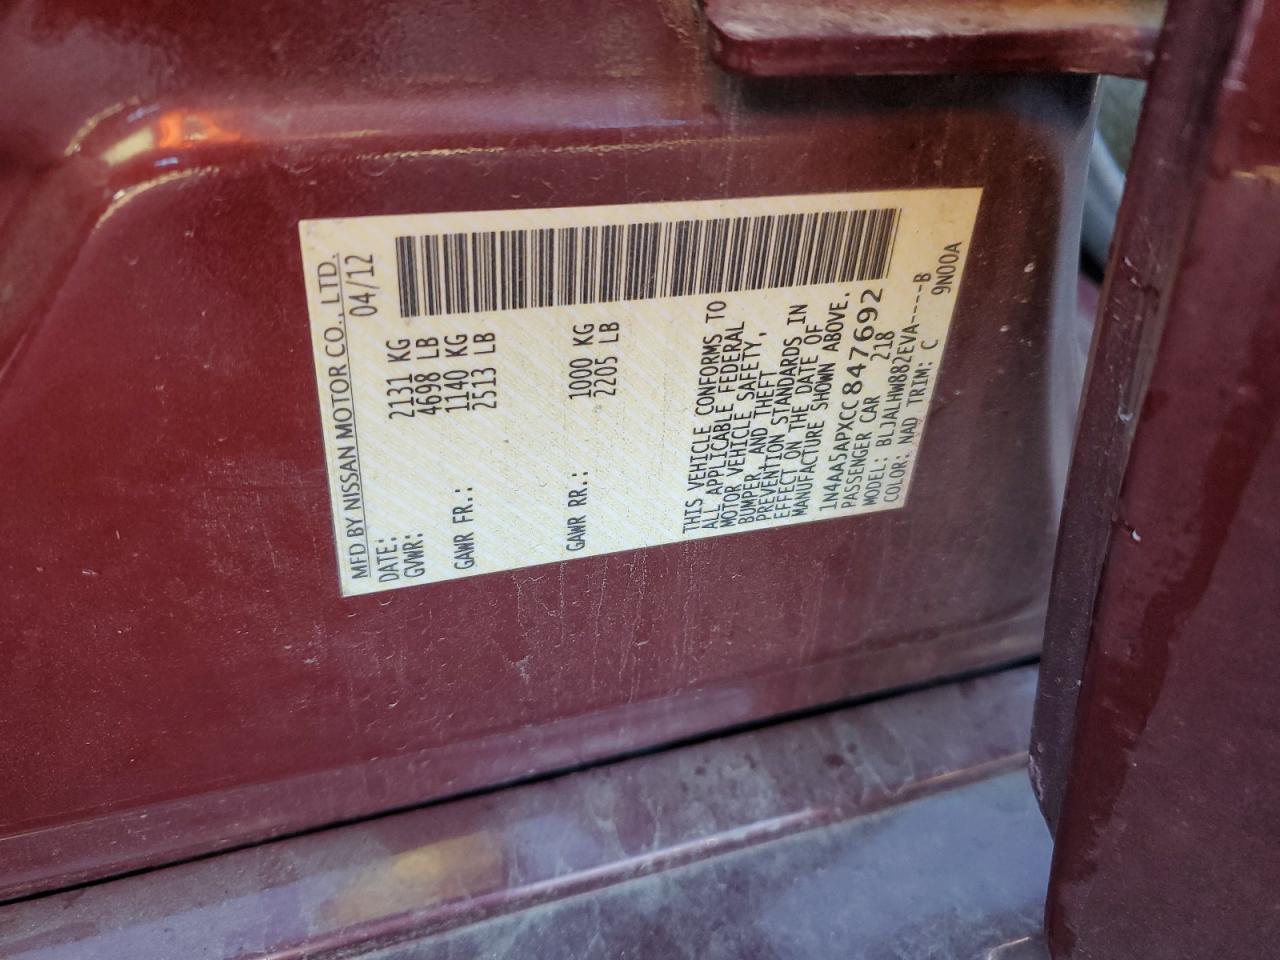 MFD BY NISSAN MOTOR CO., LTD.
DATE: 04/12
GVWR: 2131 KG
4698 LB
GAWR FR.: 1140 KG
2513 LB
GAWR RR.: 1000 KG
2205 LB
THIS VEHICLE CONFORMS TO
ALL APPLICABLE FEDERAL
MOTOR VEHICLE SAFETY,
BUMPER, AND THEFT
PREVENTION STANDARDS IN
EFFECT ON THE DATE OF
MANUFACTURE SHOWN ABOVE.
1N4AA5APXCC847692
PASSENGER CAR 218
MODEL: BLJALHW882EVA----B
COLOR: NAD TRIM: C 9N00A